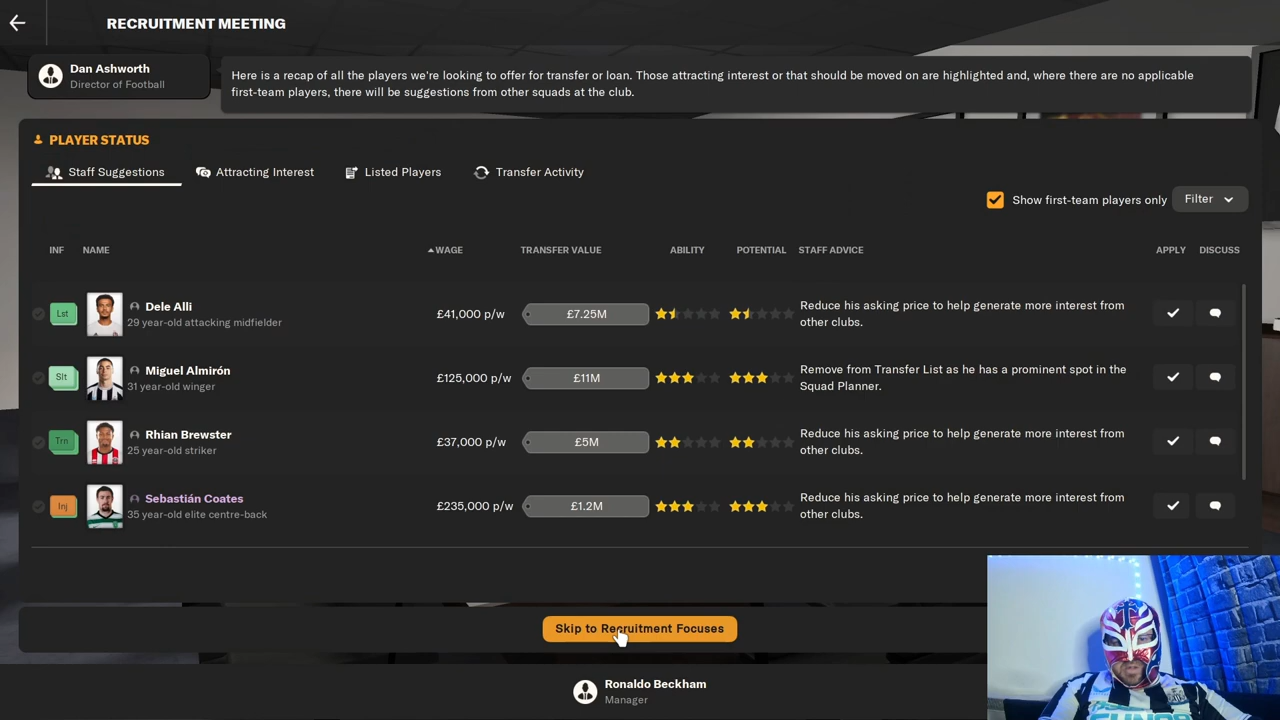 RECRUITMENT MEETING
Dan Ashworth
Director of Football
Here is a recap of all the players we're looking to offer for transfer or loan. Those attracting interest or that should be moved on are highlighted and, where there are no applicable
first-team players, there will be suggestions from other squads at the club.
PLAYER STATUS
Staff Suggestions Attracting Interest Listed Players Transfer Activity
Show first-team players only Filter
INF NAME WAGE TRANSFER VALUE ABILITY POTENTIAL STAFF ADVICE APPLY DISCUSS
Lst Dele Alli
29 year-old attacking midfielder
£41,000 p/w £7.25M
Reduce his asking price to help generate more interest from
other clubs.
Slt Miguel Almirón
31 year-old winger
£125,000 p/w £11M
Remove from Transfer List as he has a prominent spot in the
Squad Planner.
Trn Rhian Brewster
25 year-old striker
£37,000 p/w £5M
Reduce his asking price to help generate more interest from
other clubs.
Inj Sebastián Coates
35 year-old elite centre-back
£235,000 p/w £1.2M
Reduce his asking price to help generate more interest from
other clubs.
Skip to Recruitment Focuses
Ronaldo Beckham
Manager